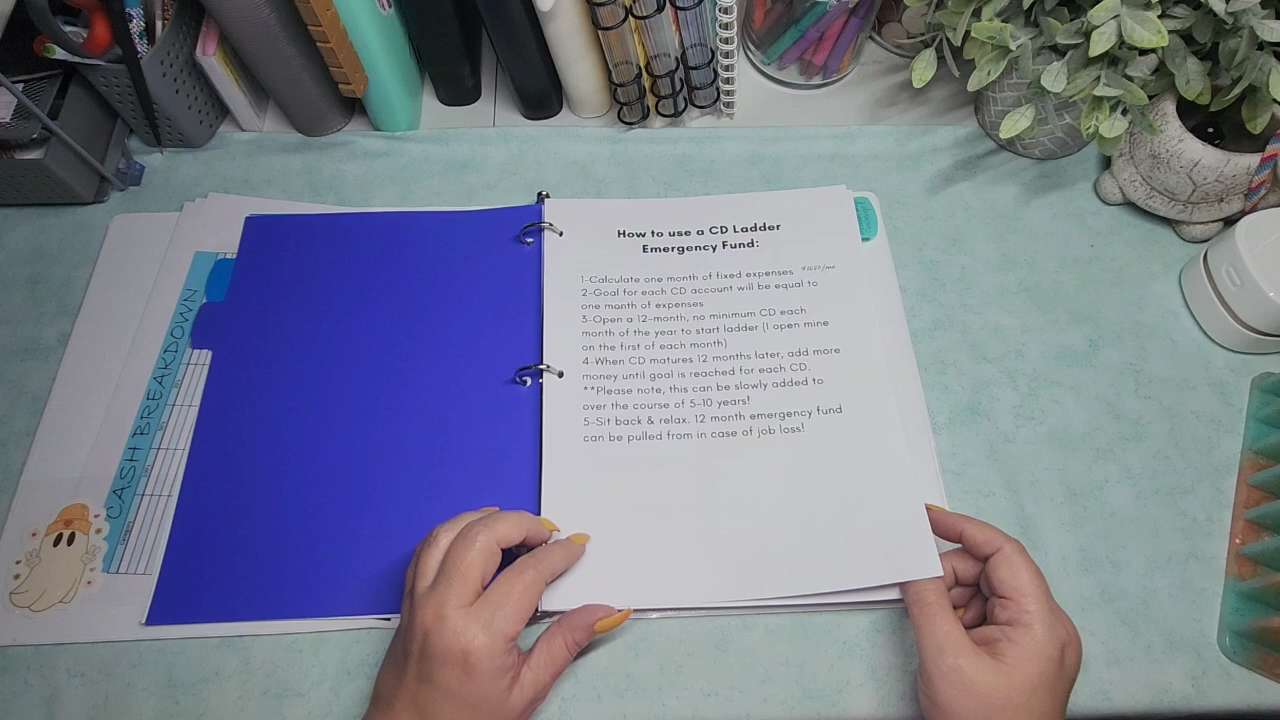 CASH BREAKDOWN
How to use a CD Ladder
Emergency Fund:
1-Calculate one month of fixed expenses
2-Goal for each CD account will be equal to
one month of expenses
3-Open a 12-month, no minimum CD each
month of the year to start ladder (I open mine
on the first of each month)
4-When CD matures 12 months later, add more
money until goal is reached for each CD.
**Please note, this can be slowly added to
over the course of 5-10 years!
5-Sit back & relax. 12 month emergency fund
can be pulled from in case of job loss!